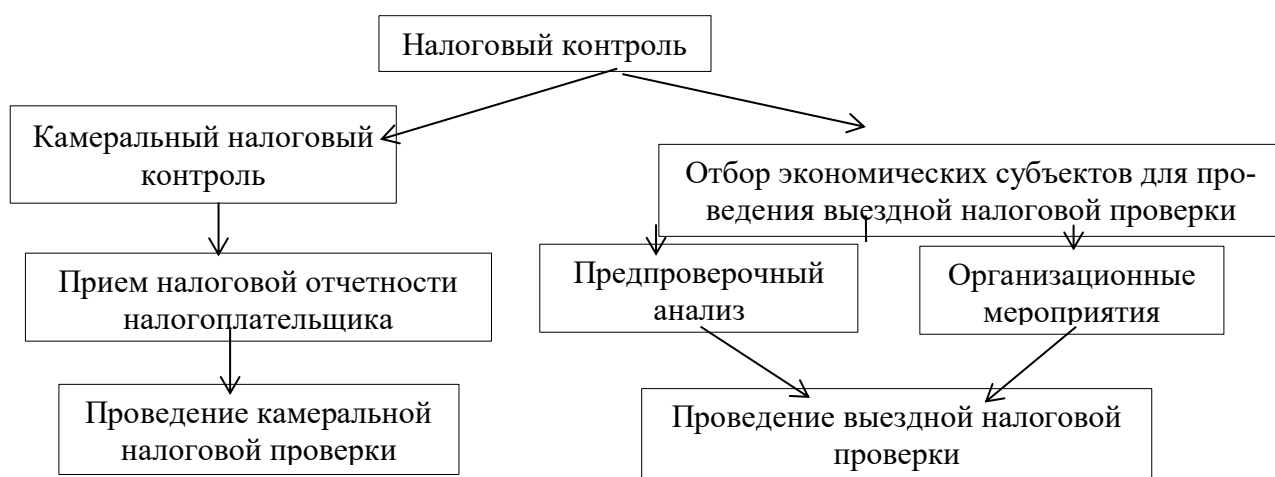 Налоговый контроль
Камеральный налоговый
контроль
Отбор экономических субъектов для про-
ведения выездной налоговой проверки
Прием налоговой отчетности
налогоплательщика
Предпроверочный
анализ
Организационные
мероприятия
Проведение камеральной
налоговой проверки
Проведение выездной налоговой
проверки